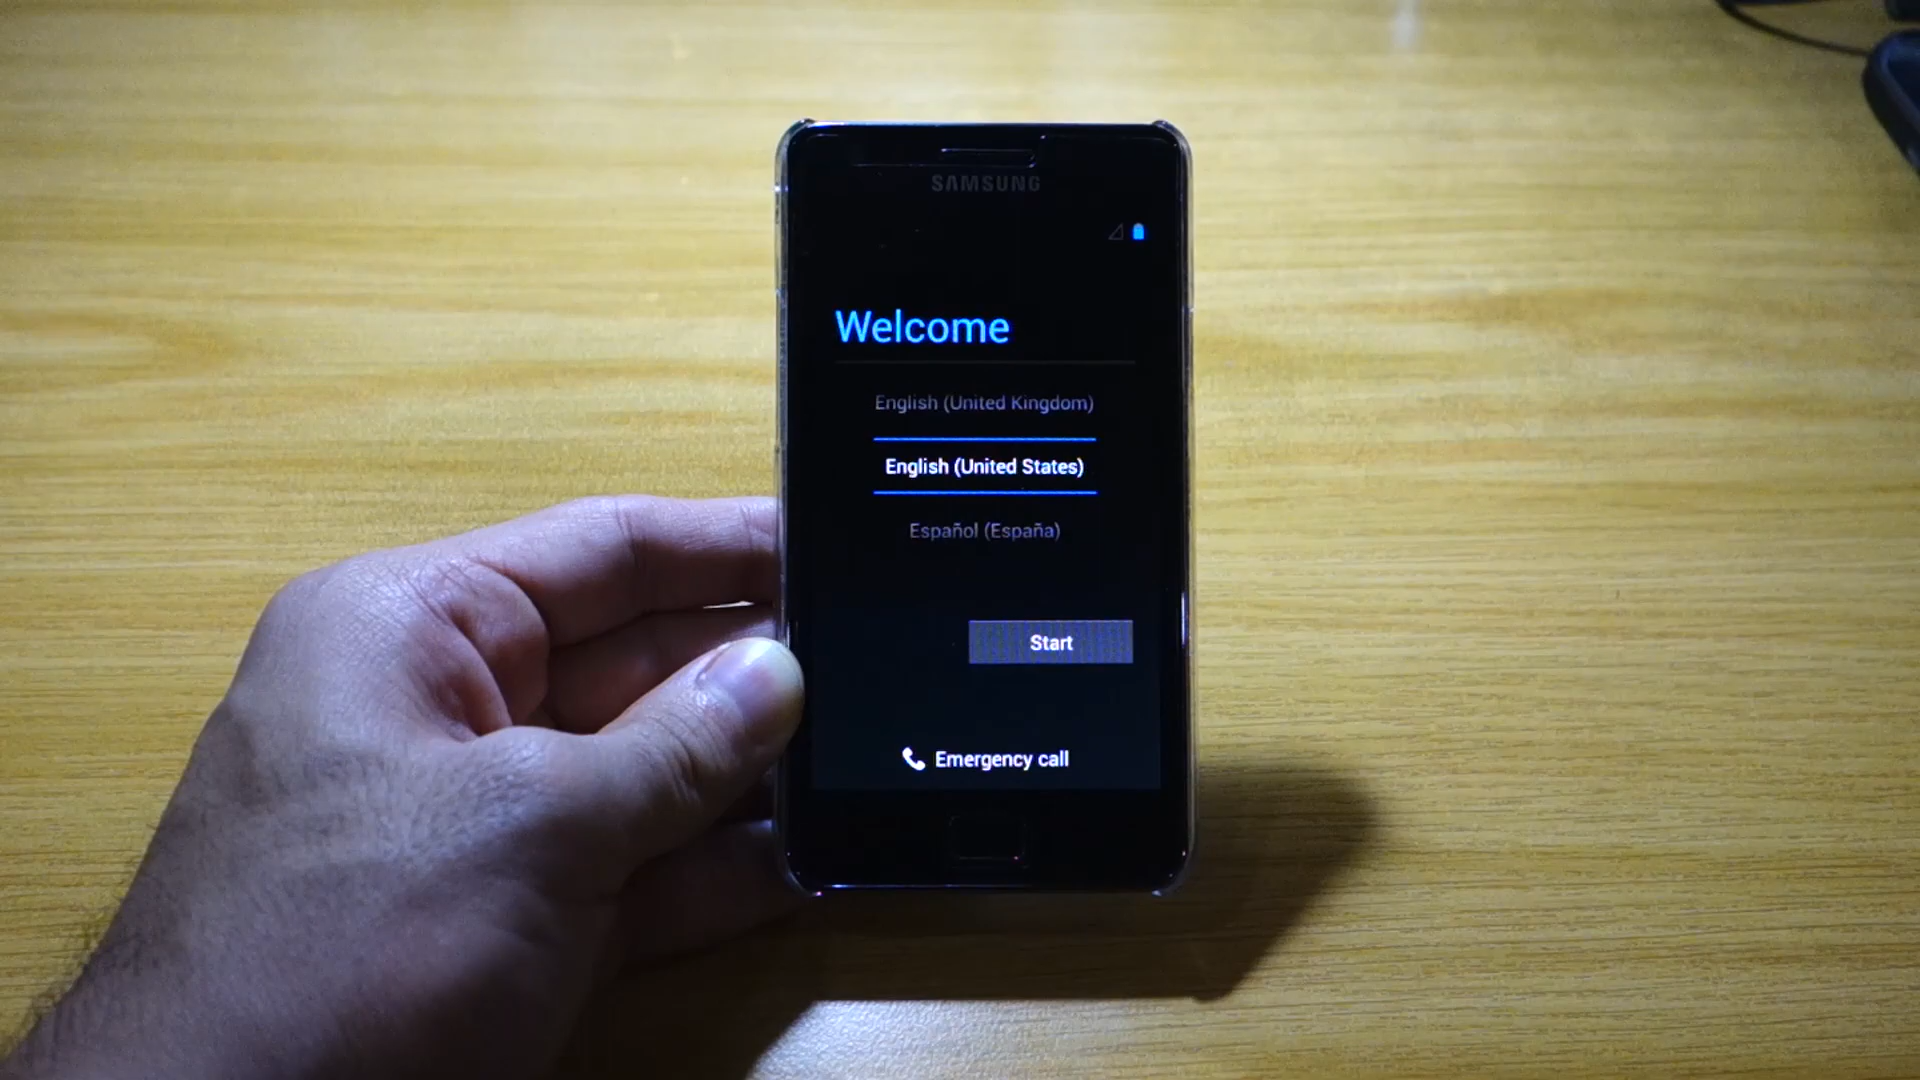 SAMSUNG
Welcome
English (United Kingdom)
English (United States)
Español (España)
Start
Emergency call